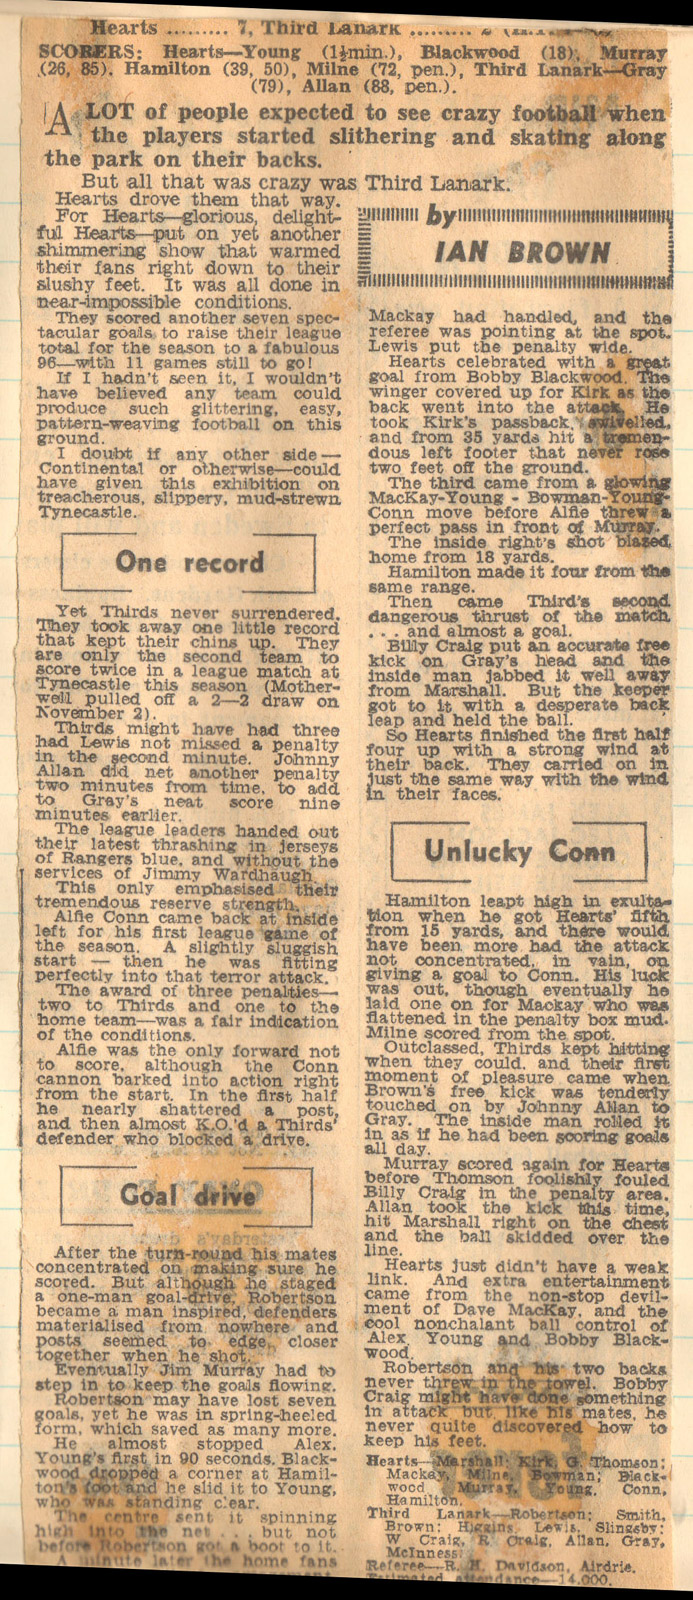 Hearts ......... 7, Third Lanark ......... 2
SCORERS: Hearts—Young (1½min.), Blackwood (18), Murray
(26, 85), Hamilton (39, 50), Milne (72, pen.), Third Lanark—Gray
(79), Allan (88, pen.).
A LOT of people expected to see crazy football when
the players started slithering and skating along
the park on their backs.
But all that was crazy was Third Lanark.
Hearts drove them that way.
For Hearts—glorious, delight-
ful Hearts—put on yet another
shimmering show that warmed
their fans right down to their
slushy feet. It was all done in
near-impossible conditions.
They scored another seven spec-
tacular goals to raise their league
total for the season to a fabulous
96—with 11 games still to go!
If I hadn't seen it, I wouldn't
have believed any team could
produce such glittering, easy,
pattern-weaving football on this
ground.
I doubt if any other side—
Continental or otherwise—could
have given this exhibition on
treacherous, slippery, mud-strewn
Tynecastle.
One record
Yet Thirds never surrendered.
They took away one little record
that kept their chins up. They
are only the second team to
score twice in a league match at
Tynecastle this season (Mother-
well pulled off a 2—2 draw on
November 2).
Thirds might have had three
had Lewis not missed a penalty
in the second minute. Johnny
Allan did net another penalty
two minutes from time, to add
to Gray's neat score nine
minutes earlier.
The league leaders handed out
their latest thrashing in jerseys
of Rangers blue, and without the
services of Jimmy Wardhaugh.
This only emphasised their
tremendous reserve strength.
Alfie Conn came back at inside
left for his first league game of
the season. A slightly sluggish
start — then he was fitting
perfectly into that terror attack.
The award of three penalties—
two to Thirds and one to the
home team—was a fair indication
of the conditions.
Alfie was the only forward not
to score, although the Conn
cannon barked into action right
from the start. In the first half
he nearly shattered a post,
and then almost K.O.'d a Thirds'
defender who blocked a drive.
Goal drive
After the turn-round his mates
concentrated on making sure he
scored. But although he staged
a one-man goal-drive, Robertson
became a man inspired, defenders
materialised from nowhere and
posts seemed to edge closer
together when he shot.
Eventually Jim Murray had to
step in to keep the goals flowing.
Robertson may have lost seven
goals, yet he was in spring-heeled
form, which saved as many more.
He almost stopped Alex.
Young's first in 90 seconds. Black-
wood dropped a corner at Hamil-
ton's foot and he slid it to Young,
who was standing clear.
The centre sent it spinning
high into the net . . . but not
before Robertson got a boot to it.
A minute later the home fans
by
IAN BROWN
Mackay had handled, and the
referee was pointing at the spot.
Lewis put the penalty wide.
Hearts celebrated with a great
goal from Bobby Blackwood. The
winger covered up for Kirk as the
back went into the attack. He
took Kirk's passback, swivelled,
and from 35 yards hit a tremen-
dous left footer that never rose
two feet off the ground.
The third came from a glowing
MacKay-Young - Bowman-Young-
Conn move before Alfie threw a
perfect pass in front of Murray.
The inside right's shot blazed
home from 18 yards.
Hamilton made it four from the
same range.
Then came Third's second
dangerous thrust of the match
. . . and almost a goal.
Billy Craig put an accurate free
kick on Gray's head and the
inside man jabbed it well away
from Marshall. But the keeper
got to it with a desperate back
leap and held the ball.
So Hearts finished the first half
four up with a strong wind at
their back. They carried on in
just the same way with the wind
in their faces.
Unlucky Conn
Hamilton leapt high in exulta-
tion when he got Hearts' fifth
from 15 yards, and there would
have been more had the attack
not concentrated, in vain, on
giving a goal to Conn. His luck
was out, though eventually he
laid one on for Mackay who was
flattened in the penalty box mud.
Milne scored from the spot.
Outclassed, Thirds kept hitting
when they could, and their first
moment of pleasure came when
Brown's free kick was tenderly
touched on by Johnny Allan to
Gray. The inside man rolled it
in as if he had been scoring goals
all day.
Murray scored again for Hearts
before Thomson foolishly fouled
Billy Craig in the penalty area.
Allan took the kick this time,
hit Marshall right on the chest
and the ball skidded over the
line.
Hearts just didn't have a weak
link. And extra entertainment
came from the non-stop devil-
ment of Dave MacKay, and the
cool nonchalant ball control of
Alex Young and Bobby Black-
wood.
Robertson and his two backs
never threw in the towel. Bobby
Craig might have done something
in attack but, like his mates, he
never quite discovered how to
keep his feet.
Hearts—Marshall; Kirk, G. Thomson;
Mackay, Milne, Bowman; Black-
wood Murray, Young, Conn,
Hamilton.
Third Lanark—Robertson; Smith,
Brown; Higgins, Lewis, Slingsby;
W Craig, R Craig, Allan, Gray,
McInness.
Referee—R. H. Davidson, Airdrie.
Estimated attendance—14,000.